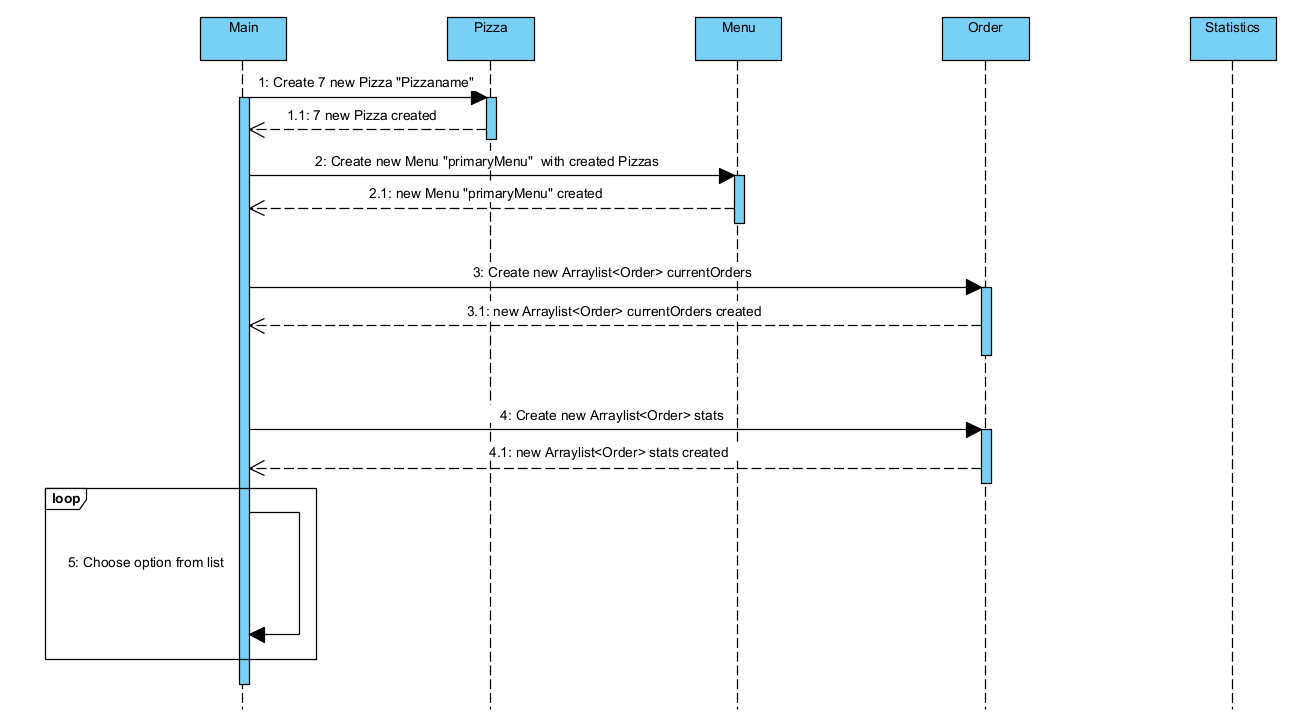 Main
Pizza
Menu
Order
Statistics
1: Create 7 new Pizza "Pizzaname"
1.1: 7 new Pizza created
2: Create new Menu "primaryMenu"  with created Pizzas
2.1: new Menu "primaryMenu" created
3: Create new Arraylist<Order> currentOrders
3.1: new Arraylist<Order> currentOrders created
4: Create new Arraylist<Order> stats
4.1: new Arraylist<Order> stats created
loop
5: Choose option from list